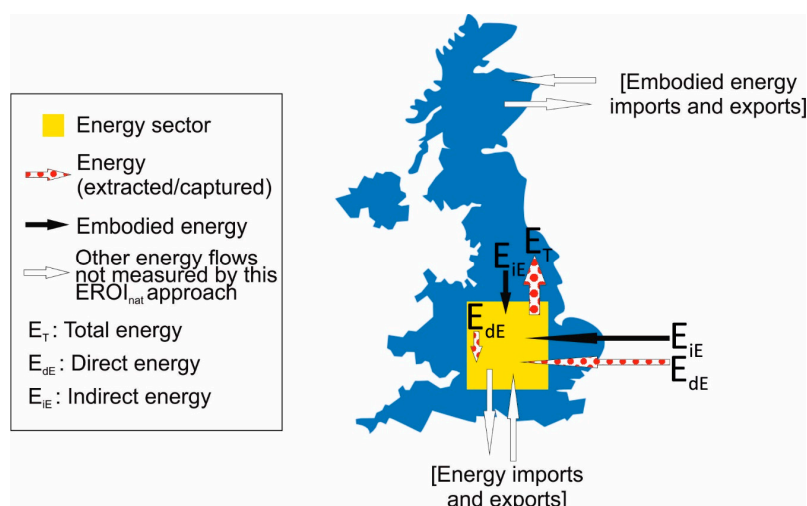 Energy sector
Energy
(extracted/captured)
Embodied energy
Other energy flows
not measured by this
EROInat approach
ET: Total energy
EdE: Direct energy
EiE: Indirect energy
[Embodied energy
imports and exports]
EiE
ET
EdE
EiE
EdE
[Energy imports
and exports]